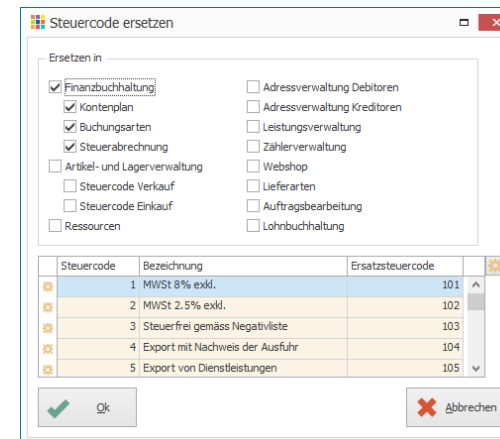 Steuercode ersetzen
Ersetzen in
Finanzbuchhaltung
Kontenplan
Buchungsarten
Steuerabrechnung
Artikel- und Lagerverwaltung
Steuercode Verkauf
Steuercode Einkauf
Ressourcen
Adressverwaltung Debitoren
Adressverwaltung Kreditoren
Leistungsverwaltung
Zählerverwaltung
Webshop
Lieferarten
Auftragsbearbeitung
Lohnbuchhaltung
Steuercode Bezeichnung Ersatzsteuercode
1 MWSt 8% exkl. 101
2 MWSt 2.5% exkl. 102
3 Steuerfrei gemäss Negativliste 103
4 Export mit Nachweis der Ausfuhr 104
5 Export von Dienstleistungen 105
Ok Abbrechen